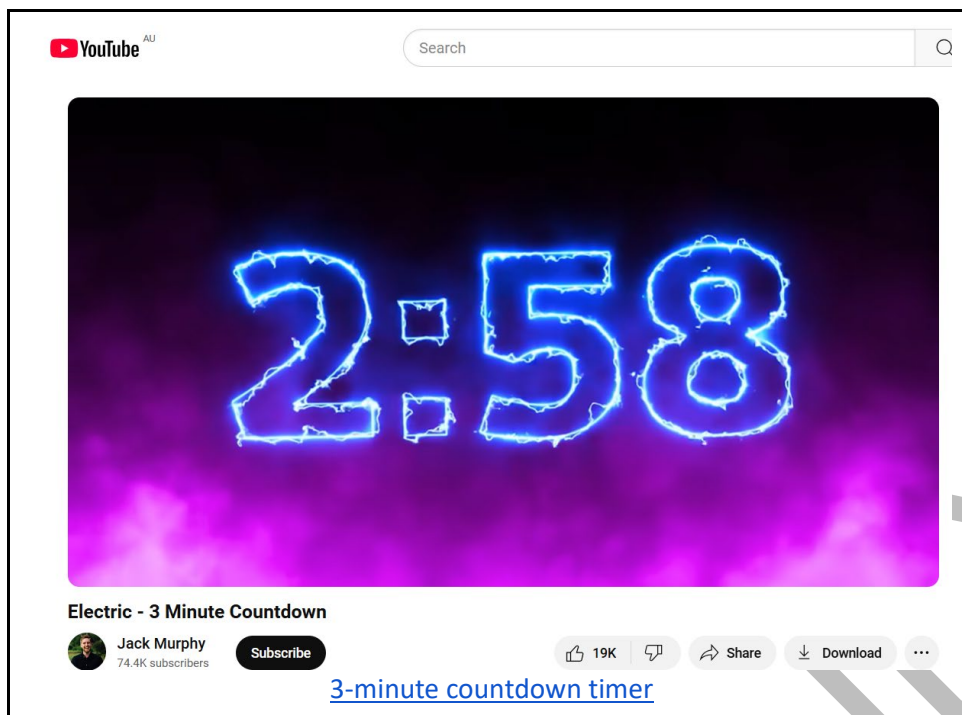 YouTube AU
Search
2:58
Electric - 3 Minute Countdown
Jack Murphy
74.4K subscribers
Subscribe
19K
Share
Download
3-minute countdown timer